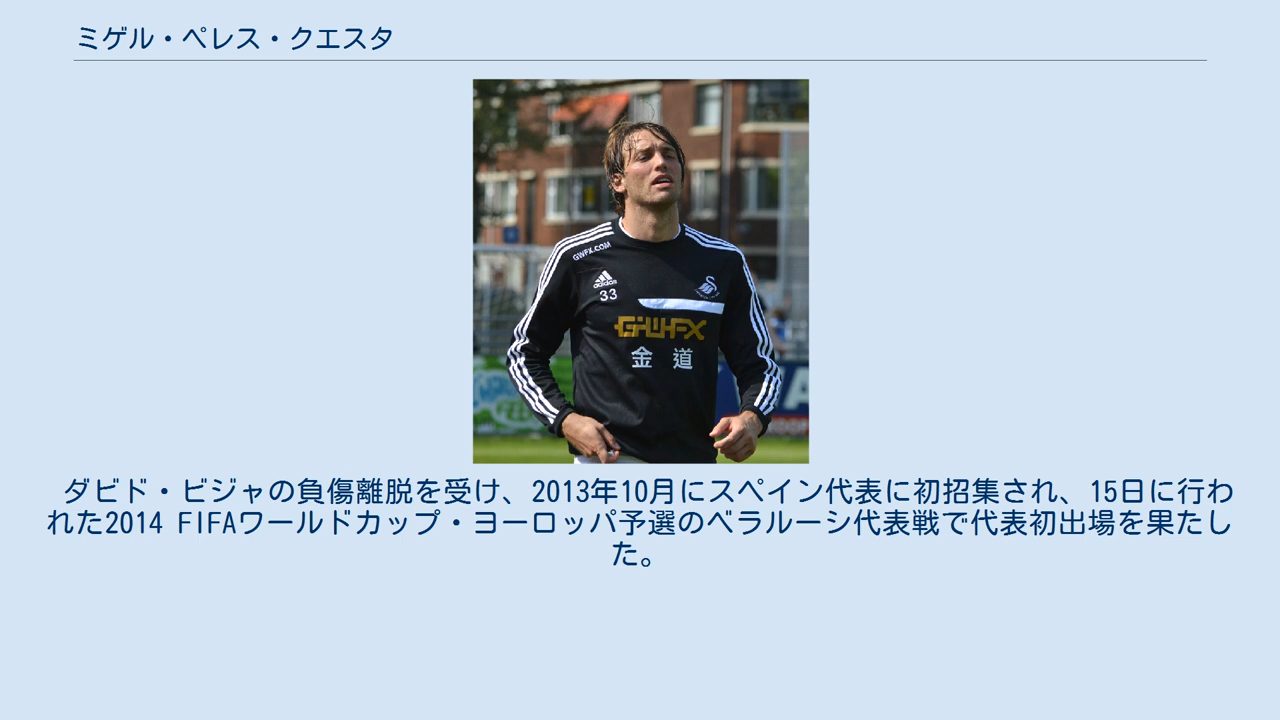 ミゲル・ペレス・クエスタ
GWFX.COM
adidas
33
GWFX
金 道
ダビド・ビジャの負傷離脱を受け、2013年10月にスペイン代表に初招集され、15日に行わ
れた2014 FIFAワールドカップ・ヨーロッパ予選のベラルーシ代表戦で代表初出場を果たし
た。